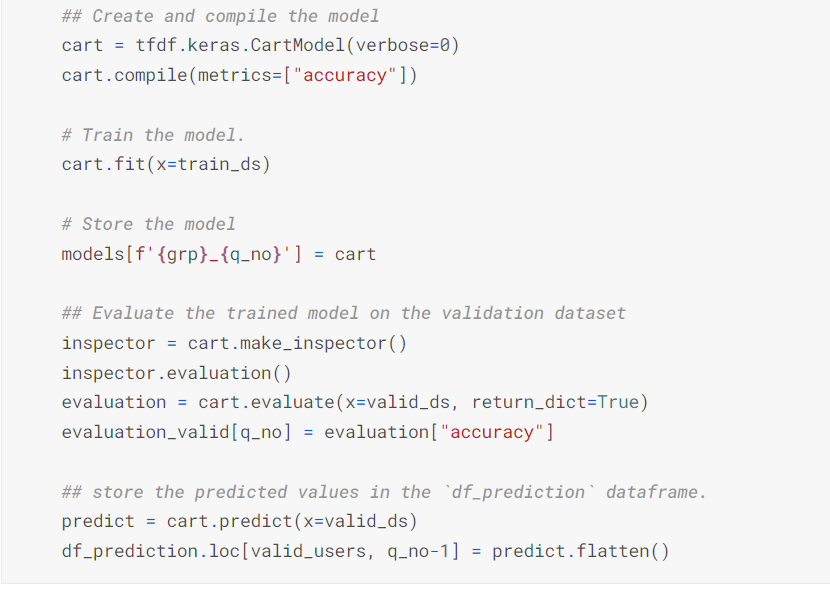 ## Create and compile the model
cart = tfdf.keras.CartModel(verbose=0)
cart.compile(metrics=["accuracy"])
# Train the model.
cart.fit(x=train_ds)
# Store the model
models[f'{grp}_{q_no}'] = cart
## Evaluate the trained model on the validation dataset
inspector = cart.make_inspector()
inspector.evaluation()
evaluation = cart.evaluate(x=valid_ds, return_dict=True)
evaluation_valid[q_no] = evaluation["accuracy"]
## store the predicted values in the `df_prediction` dataframe.
predict = cart.predict(x=valid_ds)
df_prediction.loc[valid_users, q_no-1] = predict.flatten()